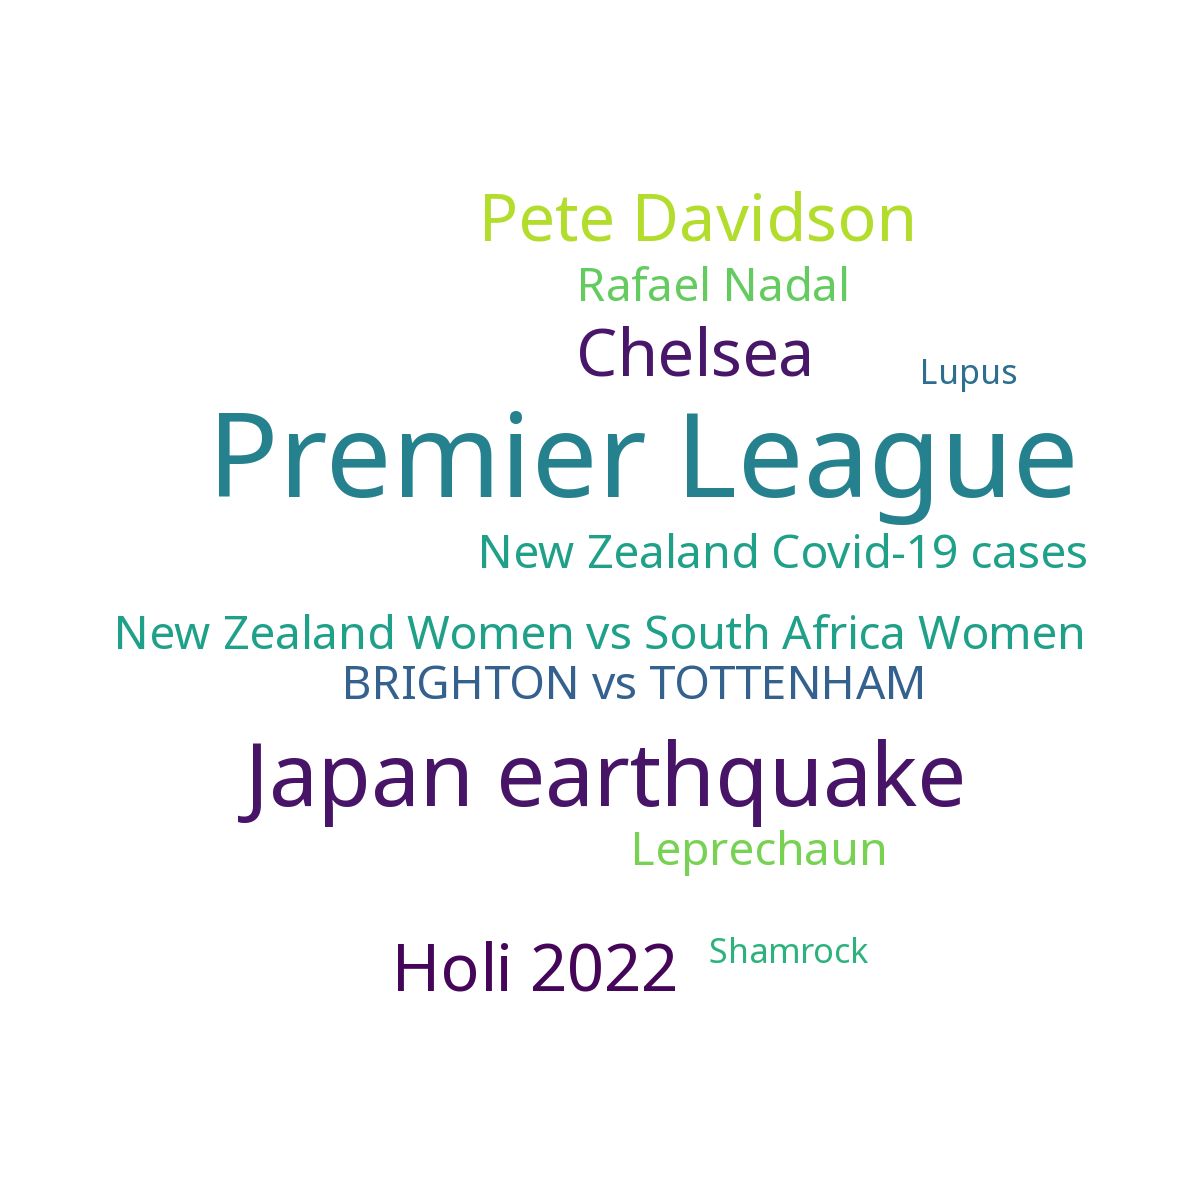 Pete Davidson
Rafael Nadal
Chelsea
Lupus
Premier League
New Zealand Covid-19 cases
New Zealand Women vs South Africa Women
BRIGHTON vs TOTTENHAM
Japan earthquake
Leprechaun
Holi 2022
Shamrock